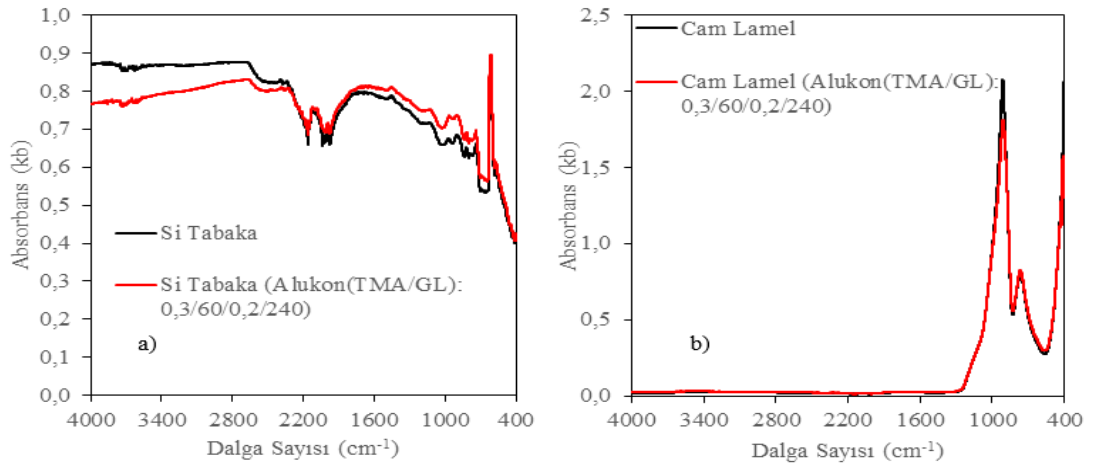 1,0
0,9
0,8
0,7
0,6
0,5
0,4
0,3
0,2
0,1
0,0
Absorbans (kb)
Si Tabaka
Si Tabaka (Alukon(TMA/GL):
0,3/60/0,2/240)
a)
4000 3400 2800 2200 1600 1000 400
Dalga Sayısı (cm-1)
2,5
2,0
1,5
1,0
0,5
0,0
Absorbans (kb)
Cam Lamel
Cam Lamel (Alukon(TMA/GL):
0,3/60/0,2/240)
b)
4000 3400 2800 2200 1600 1000 400
Dalga Sayısı (cm-1)